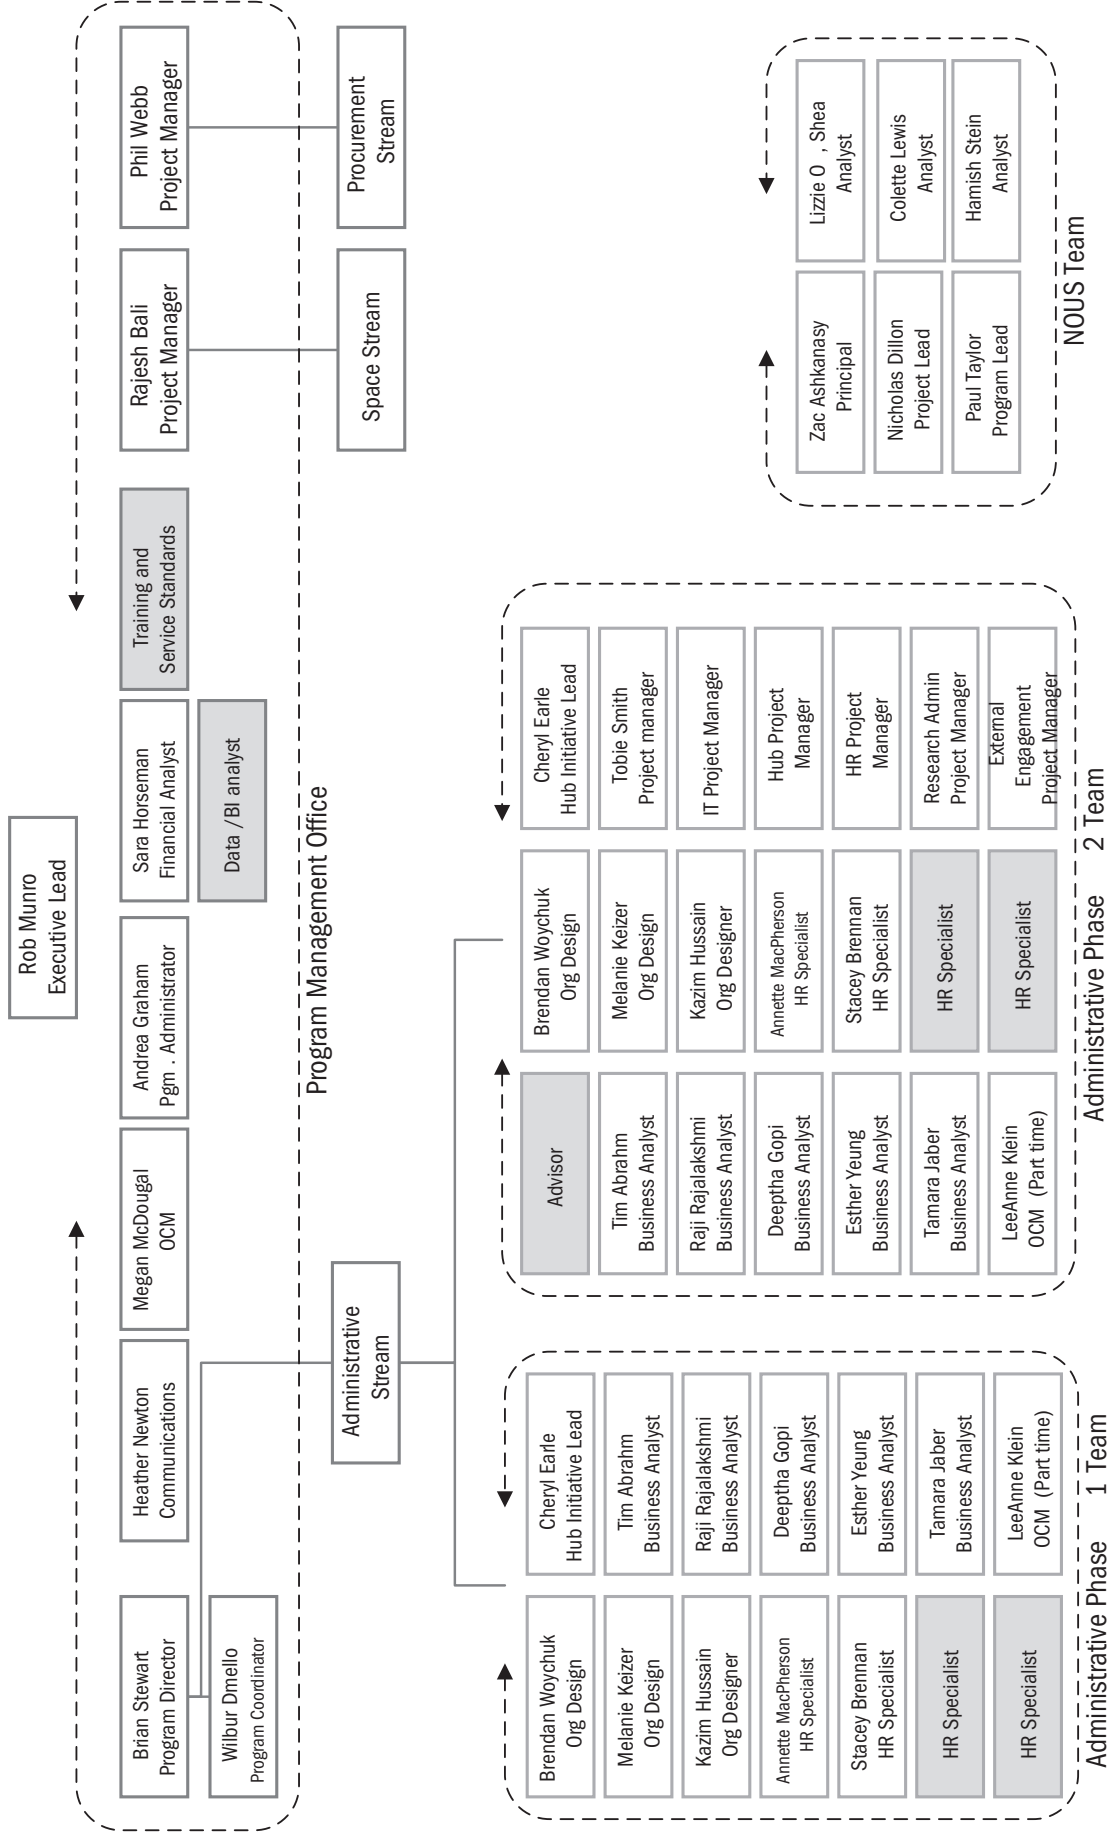 Rob Munro
Executive Lead
Brian Stewart
Program Director
Heather Newton
Communications
Megan McDougal
OCM
Andrea Graham
Pgm . Administrator
Sara Horseman
Financial Analyst
Training and
Service Standards
Rajesh Bali
Project Manager
Phil Webb
Project Manager
Wilbur Dmello
Program Coordinator
Data /BI analyst
Program Management Office
Administrative
Stream
Space Stream
Procurement
Stream
Brendan Woychuk
Org Design
Cheryl Earle
Hub Initiative Lead
Melanie Keizer
Org Design
Tim Abrahm
Business Analyst
Kazim Hussain
Org Designer
Raji Rajalakshmi
Business Analyst
Annette MacPherson
HR Specialist
Deeptha Gopi
Business Analyst
Stacey Brennan
HR Specialist
Esther Yeung
Business Analyst
HR Specialist
Tamara Jaber
Business Analyst
HR Specialist
LeeAnne Klein
OCM (Part time)
Administrative Phase 1 Team
Advisor
Brendan Woychuk
Org Design
Cheryl Earle
Hub Initiative Lead
Tim Abrahm
Business Analyst
Melanie Keizer
Org Design
Tobie Smith
Project manager
Raji Rajalakshmi
Business Analyst
Kazim Hussain
Org Designer
IT Project Manager
Deeptha Gopi
Business Analyst
Annette MacPherson
HR Specialist
Hub Project
Manager
Esther Yeung
Business Analyst
Stacey Brennan
HR Specialist
HR Project
Manager
Tamara Jaber
Business Analyst
HR Specialist
Research Admin
Project Manager
LeeAnne Klein
OCM (Part time)
HR Specialist
External
Engagement
Project Manager
Administrative Phase 2 Team
Zac Ashkanasy
Principal
Lizzie O , Shea
Analyst
Nicholas Dillon
Project Lead
Colette Lewis
Analyst
Paul Taylor
Program Lead
Hamish Stein
Analyst
NOUS Team